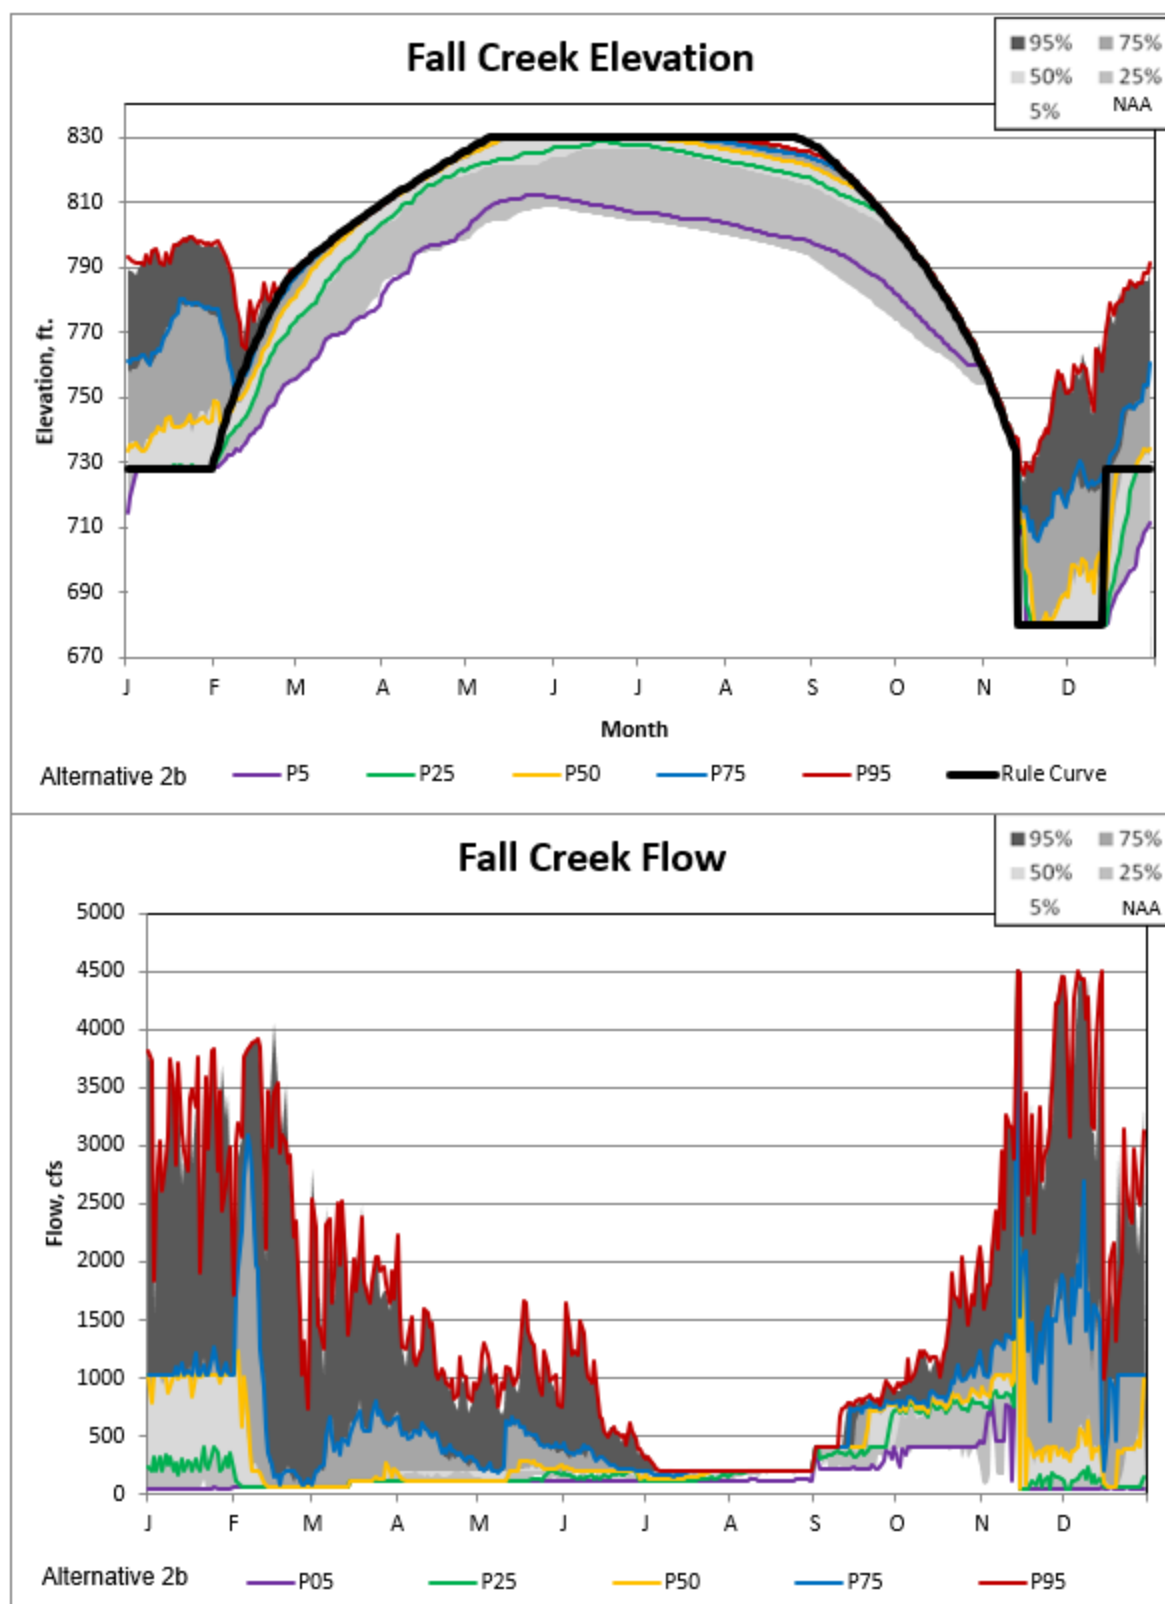 Fall Creek Elevation
95% 75%
50% 25%
5% NAA
830
810
790
770
750
730
710
690
670
Elevation, ft.
J F M A M J J A S O N D
Month
Alternative 2b P5 P25 P50 P75 P95 Rule Curve
Fall Creek Flow
95% 75%
50% 25%
5% NAA
5000
4500
4000
3500
3000
2500
2000
1500
1000
500
0
Flow, cfs
J F M A M J J A S O N D
Alternative 2b P05 P25 P50 P75 P95